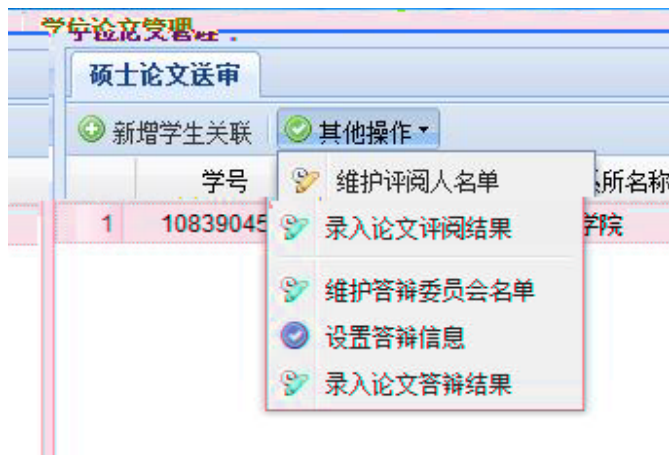 学位论文管理
硕士论文送审
新增学生关联 其他操作
学号 所名称
维护评阅人名单
1 10839045 学院
录入论文评阅结果
维护答辩委员会名单
设置答辩信息
录入论文答辩结果